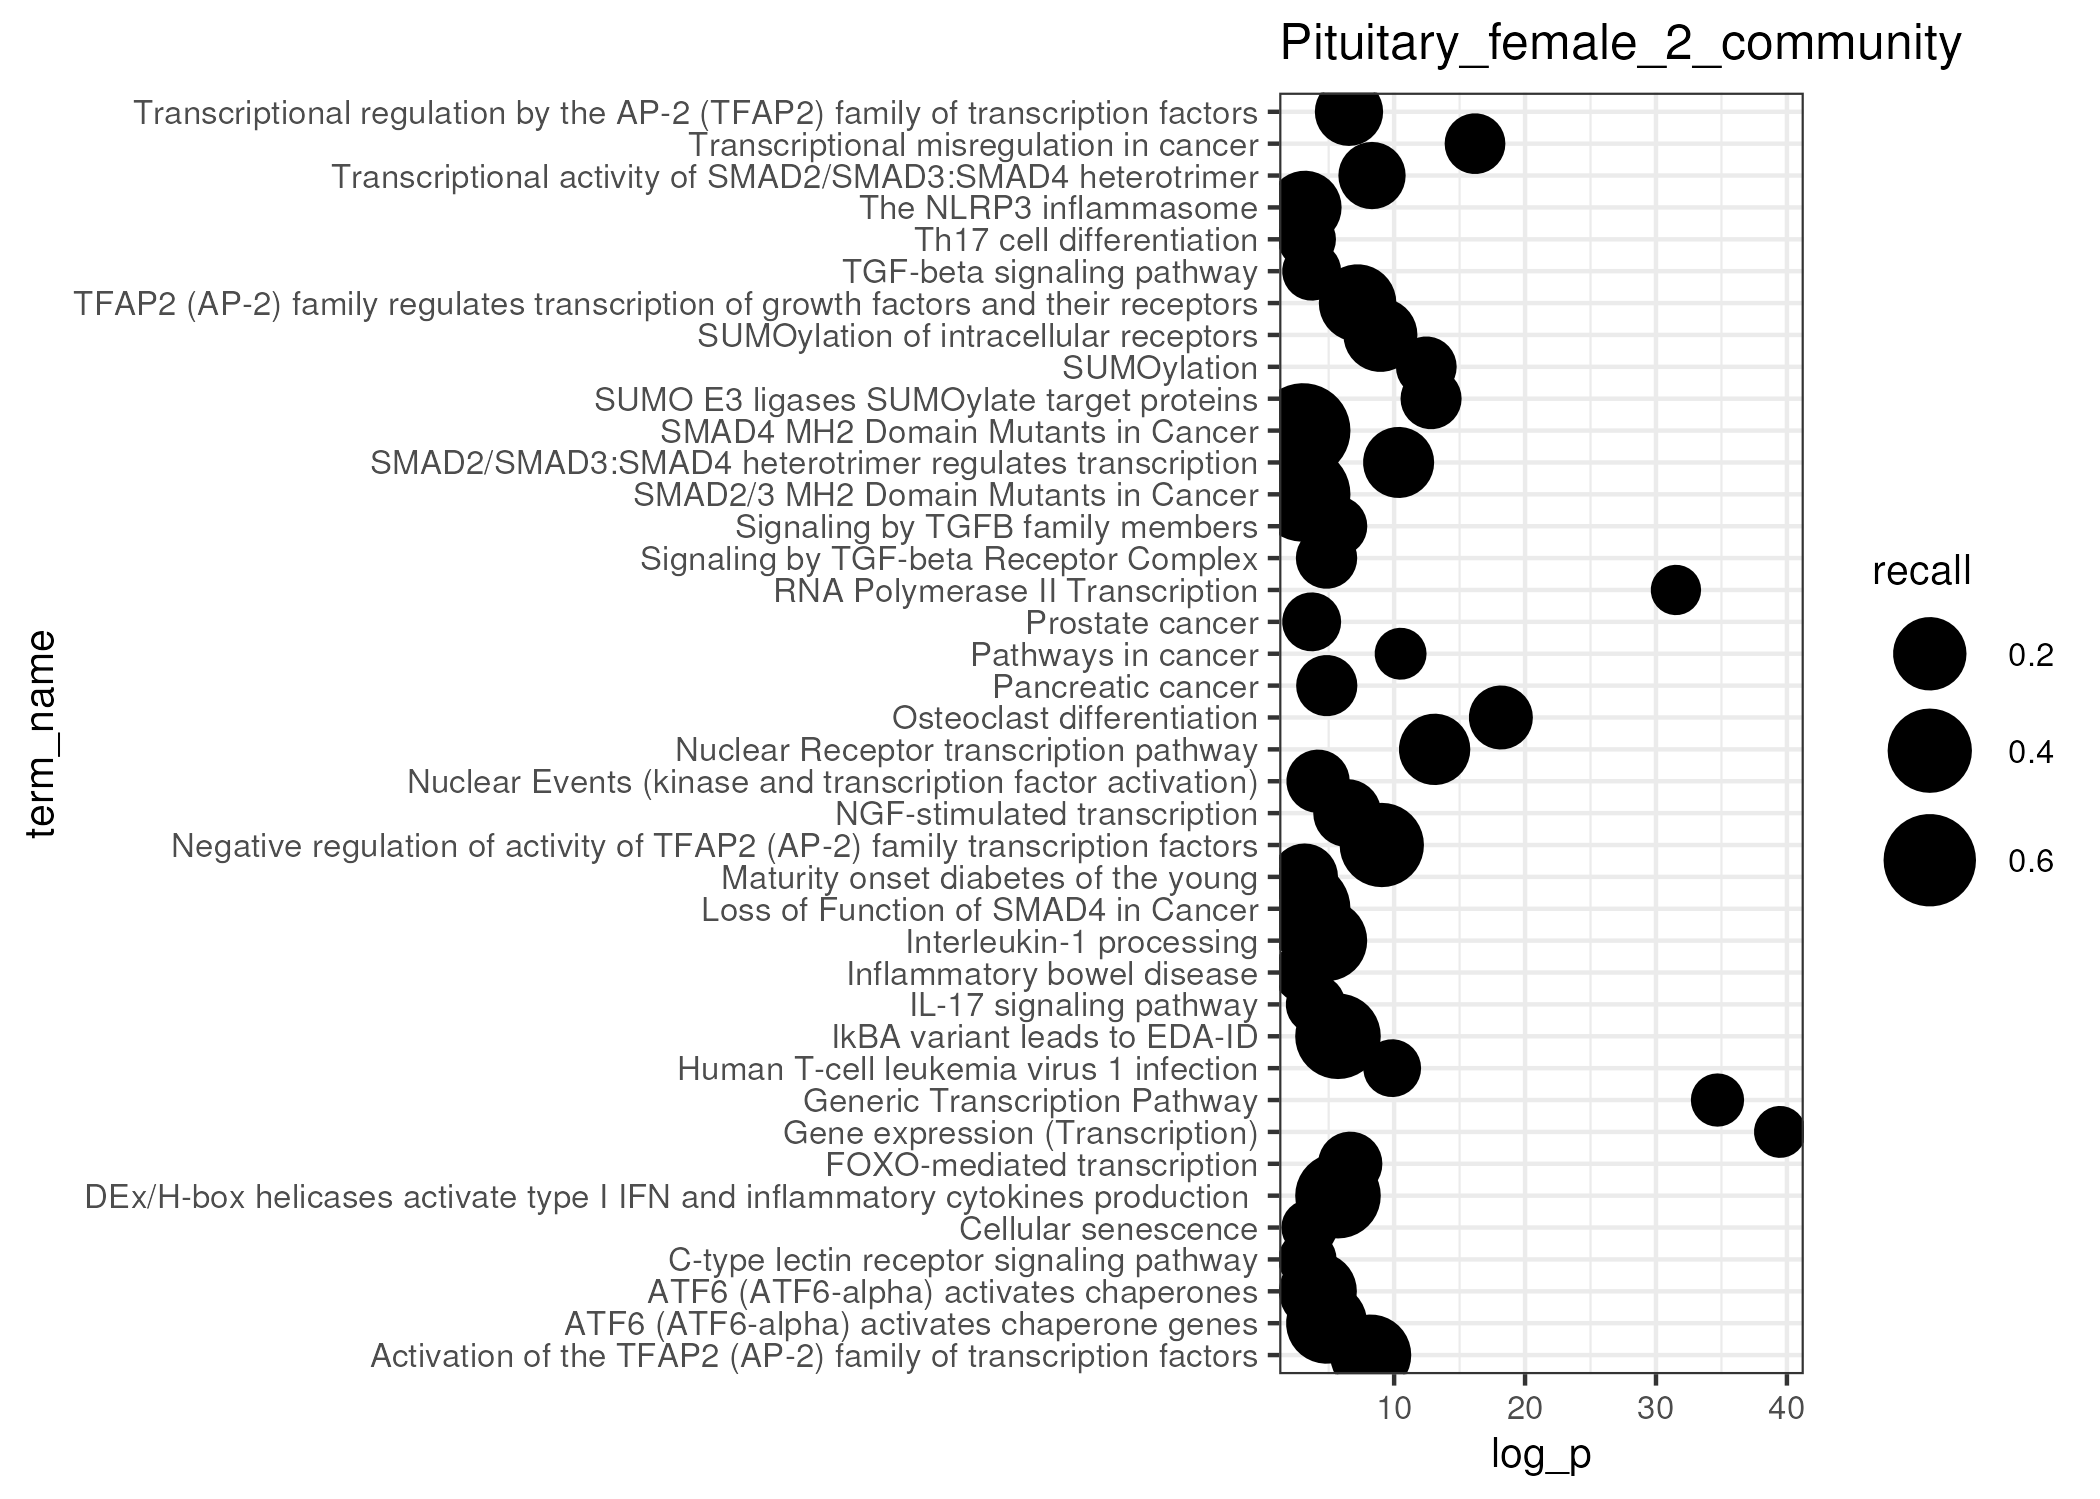 Pituitary_female_2_community
Transcriptional regulation by the AP-2 (TFAP2) family of transcription factors
Transcriptional misregulation in cancer
Transcriptional activity of SMAD2/SMAD3:SMAD4 heterotrimer
The NLRP3 inflammasome
Th17 cell differentiation
TGF-beta signaling pathway
TFAP2 (AP-2) family regulates transcription of growth factors and their receptors
SUMOylation of intracellular receptors
SUMOylation
SUMO E3 ligases SUMOylate target proteins
SMAD4 MH2 Domain Mutants in Cancer
SMAD2/SMAD3:SMAD4 heterotrimer regulates transcription
SMAD2/3 MH2 Domain Mutants in Cancer
Signaling by TGFB family members
Signaling by TGF-beta Receptor Complex
RNA Polymerase II Transcription
Prostate cancer
Pathways in cancer
Pancreatic cancer
Osteoclast differentiation
Nuclear Receptor transcription pathway
Nuclear Events (kinase and transcription factor activation)
NGF-stimulated transcription
Negative regulation of activity of TFAP2 (AP-2) family transcription factors
Maturity onset diabetes of the young
Loss of Function of SMAD4 in Cancer
Interleukin-1 processing
Inflammatory bowel disease
IL-17 signaling pathway
IkBA variant leads to EDA-ID
Human T-cell leukemia virus 1 infection
Generic Transcription Pathway
Gene expression (Transcription)
FOXO-mediated transcription
DEx/H-box helicases activate type I IFN and inflammatory cytokines production
Cellular senescence
C-type lectin receptor signaling pathway
ATF6 (ATF6-alpha) activates chaperones
ATF6 (ATF6-alpha) activates chaperone genes
Activation of the TFAP2 (AP-2) family of transcription factors
term_name
10 20 30 40
log_p
recall
0.2
0.4
0.6